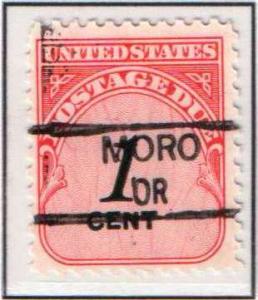 UNITED STATES
POSTAGE DUE
MORO
1
OR
CENT